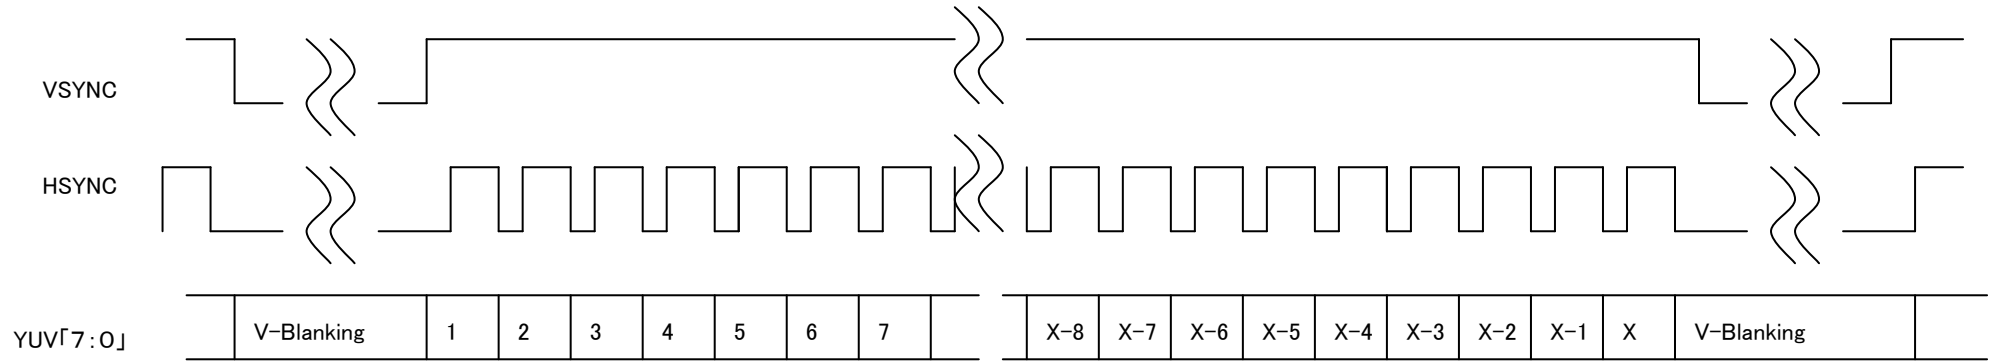 VSYNC
HSYNC
YUV「7:0」 V-Blanking 1 2 3 4 5 6 7 X-8 X-7 X-6 X-5 X-4 X-3 X-2 X-1 X V-Blanking